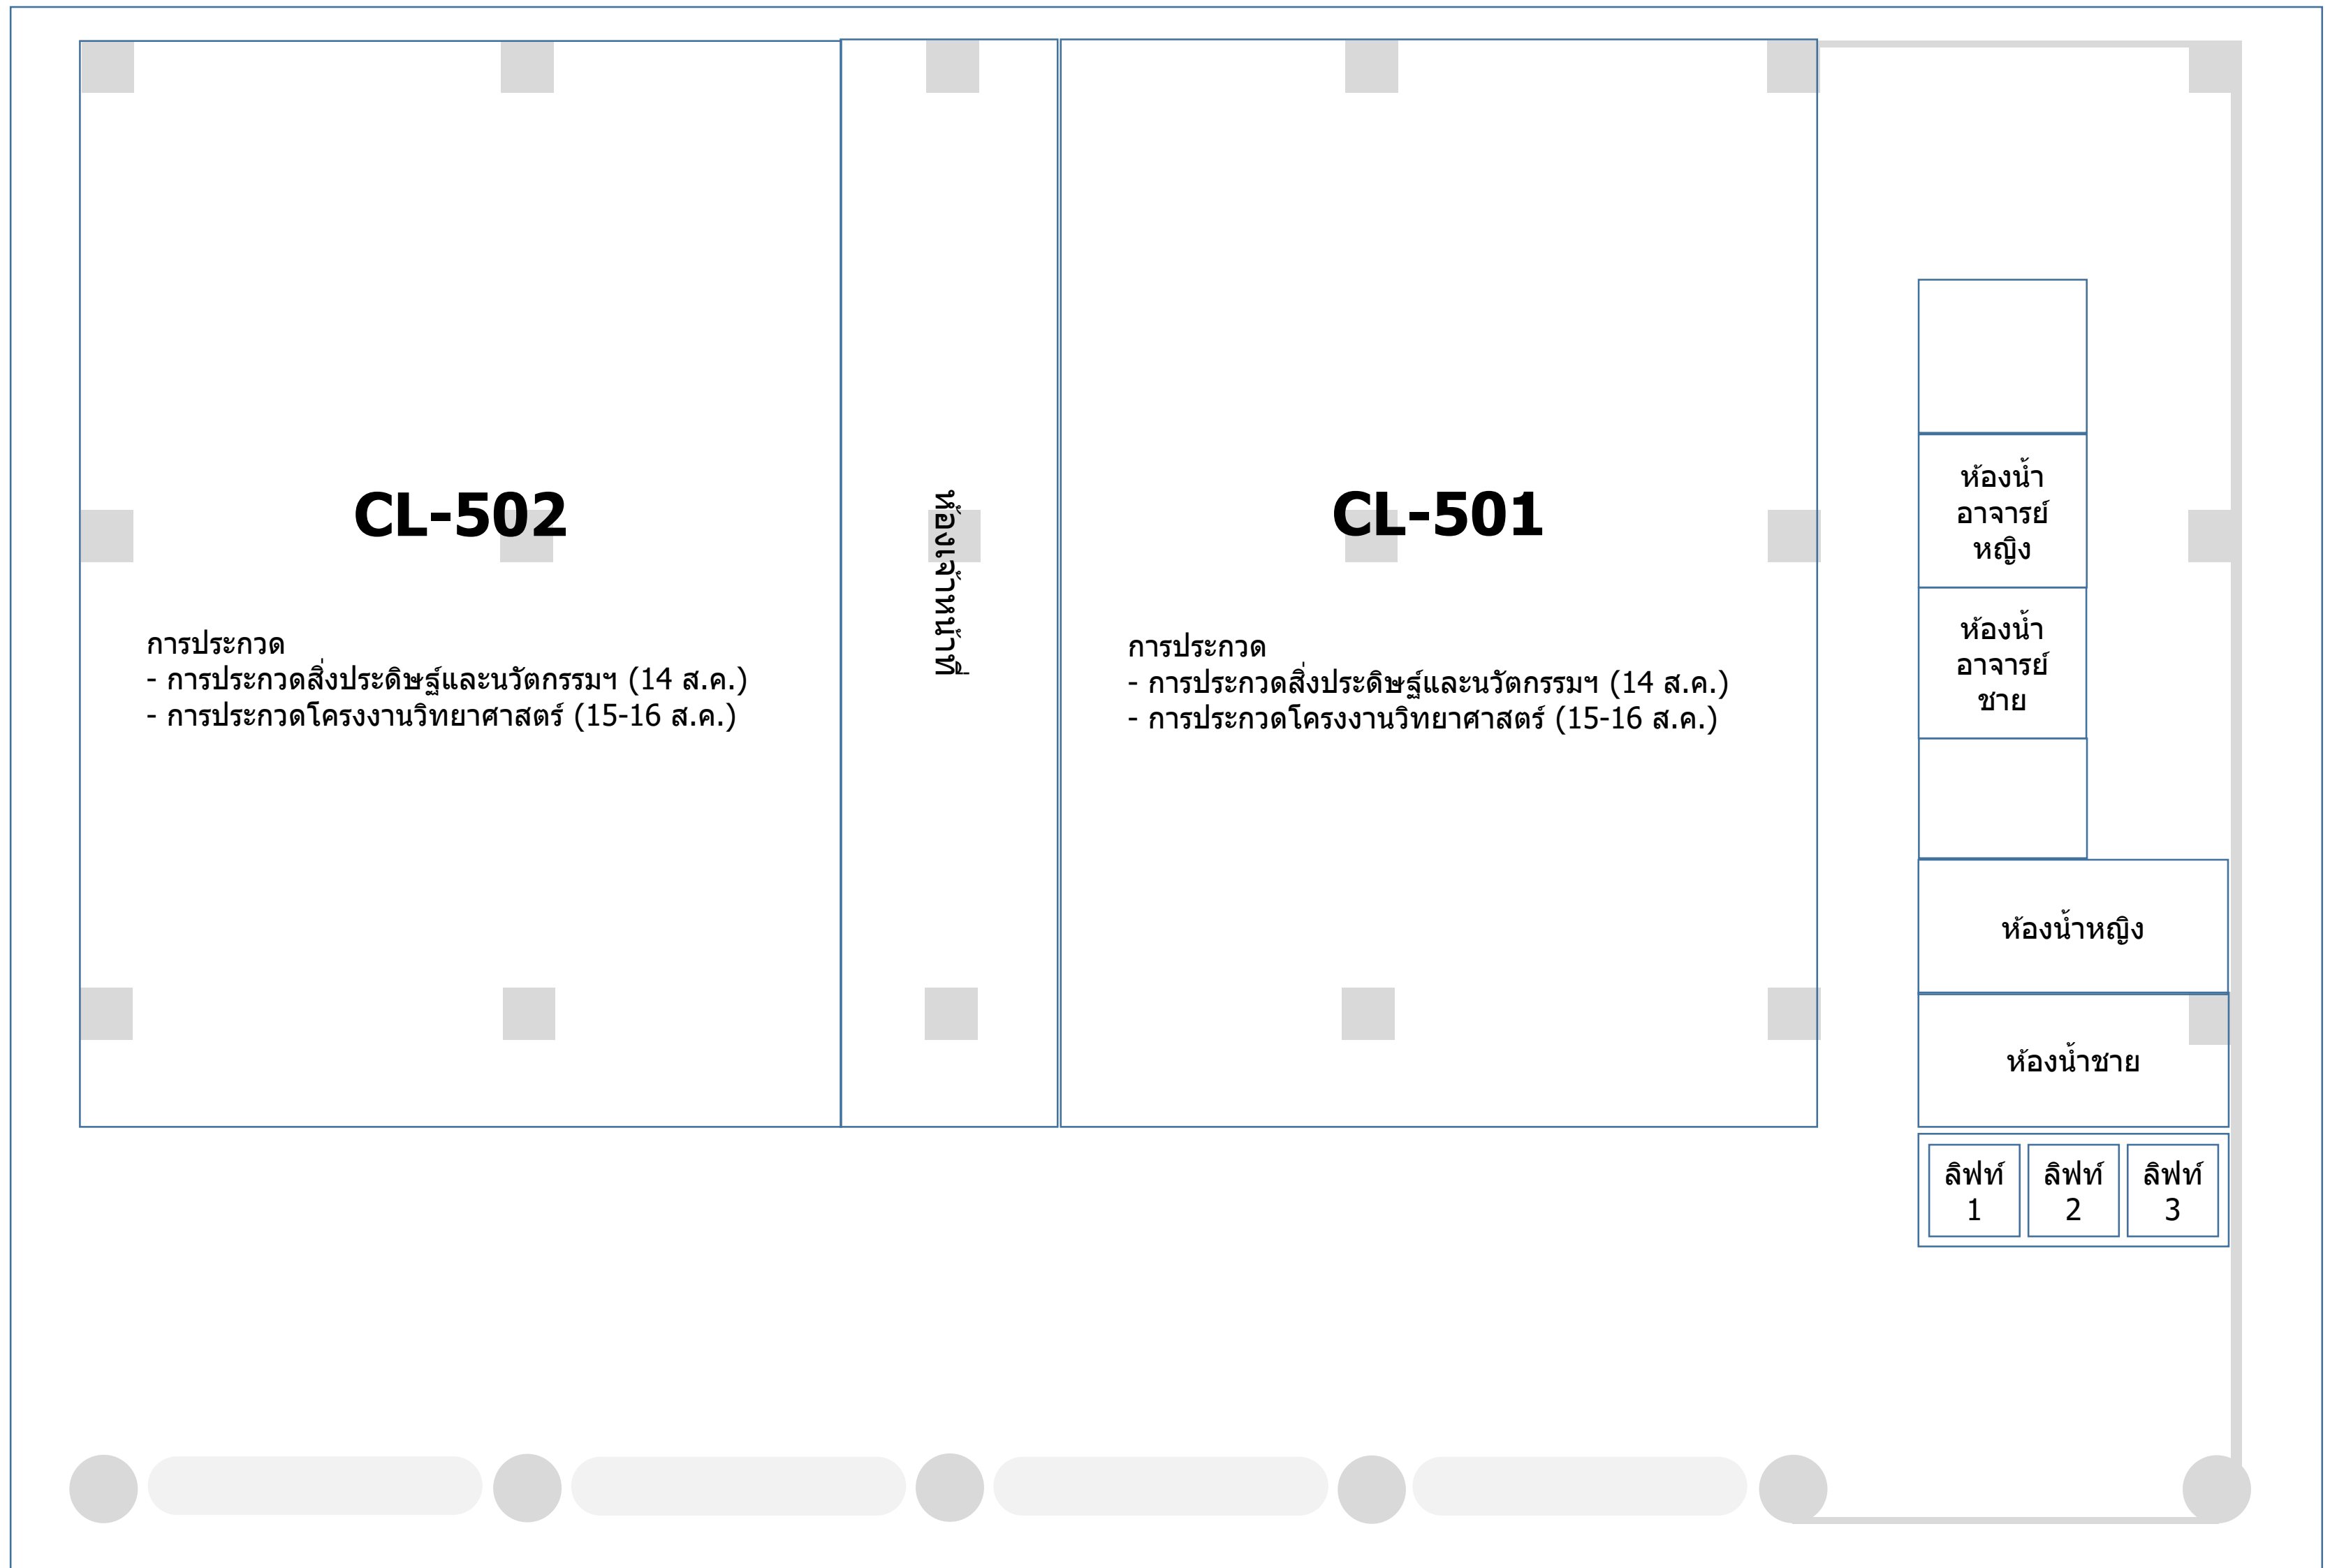 CL-502
การประกวด
- การประกวดสิ่งประดิษฐ์และนวัตกรรมฯ (14 ส.ค.)
- การประกวดโครงงานวิทยาศาสตร์ (15-16 ส.ค.)
ห้องเจ้าหน้าที่
CL-501
การประกวด
- การประกวดสิ่งประดิษฐ์และนวัตกรรมฯ (14 ส.ค.)
- การประกวดโครงงานวิทยาศาสตร์ (15-16 ส.ค.)
ห้องน้ำ
อาจารย์
หญิง
ห้องน้ำ
อาจารย์
ชาย
ห้องน้ำหญิง
ห้องน้ำชาย
ลิฟท์
1
ลิฟท์
2
ลิฟท์
3